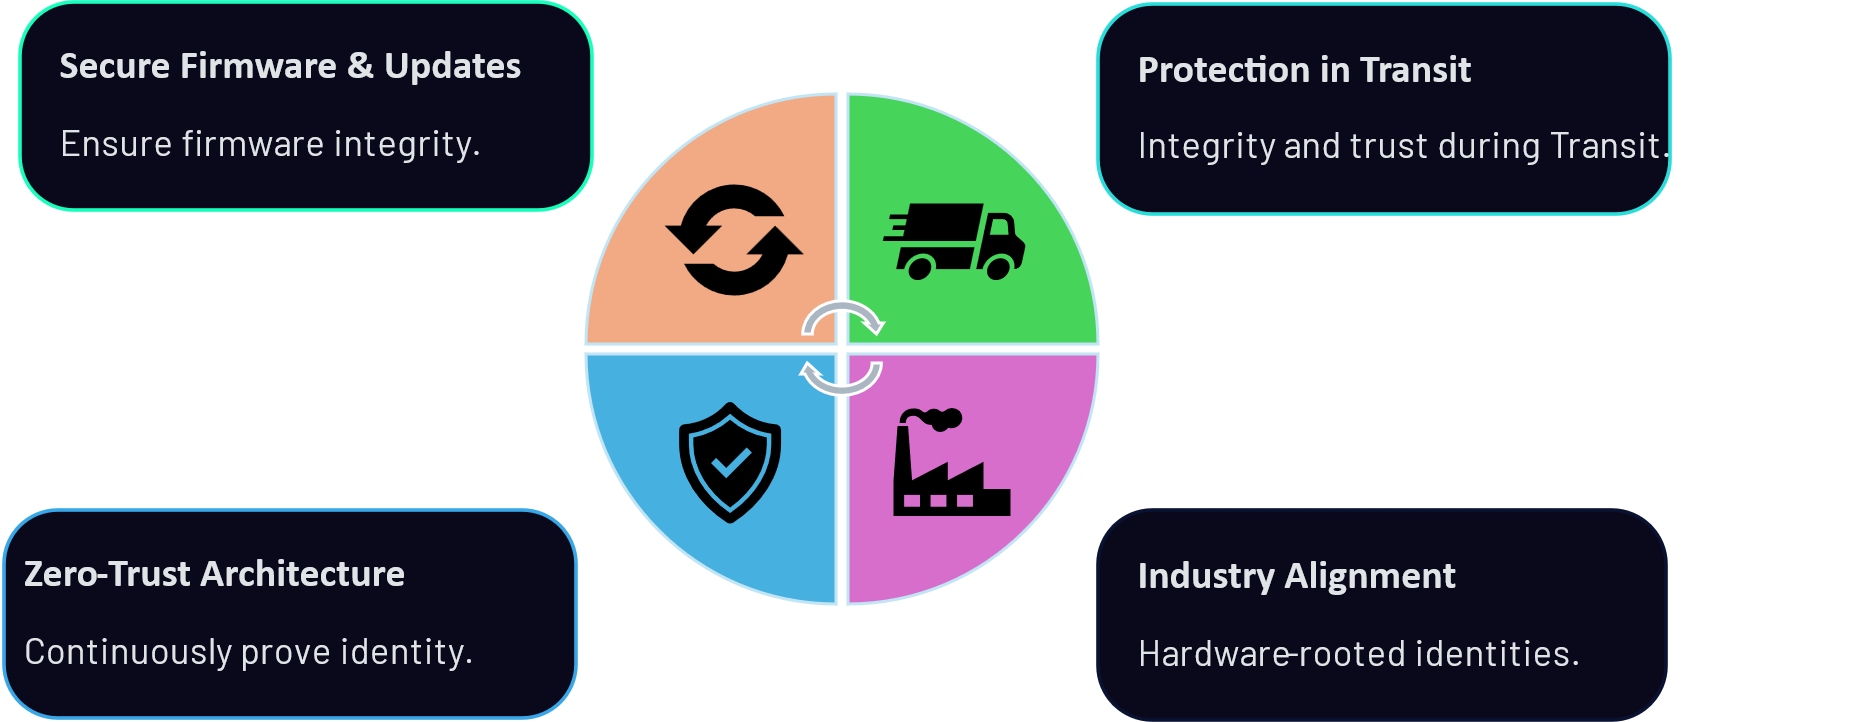 Secure Firmware & Updates
Ensure firmware integrity.
Protection in Transit
Integrity and trust during Transit.
Zero-Trust Architecture
Continuously prove identity.
Industry Alignment
Hardware-rooted identities.